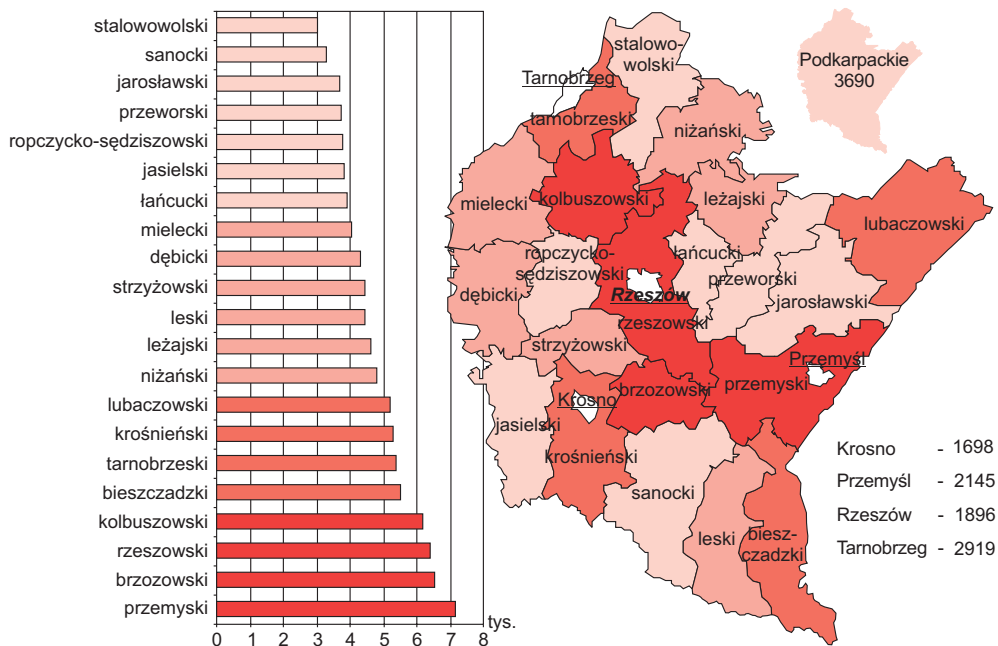 stalowowolski
sanocki
jarosławski
przeworski
ropczycko-sędziszowski
jasielski
łańcucki
mielecki
dębicki
strzyżowski
leski
leżajski
niżański
lubaczowski
krośnieński
tarnobrzeski
bieszczadzki
kolbuszowski
rzeszowski
brzozowski
przemyski
0 1 2 3 4 5 6 7 8
tys.
stalowo-
wolski
Tarnobrzeg
tamobrzeski
niżański
mielecki
kolbuszowski
leżajski
lubaczowski
ropczycko-
sędziszowski
łańcucki
przeworski
dębicki
jarosławski
Rzeszów
rzeszowski
strzyżowski
Przemyśl
przemyski
brzozowski
Krosno
jasielski
krośnieński
sanocki
leski
biesz-
czadzki
Podkarpackie
3690
Krosno - 1698
Przemyśl - 2145
Rzeszów - 1896
Tarnobrzeg - 2919